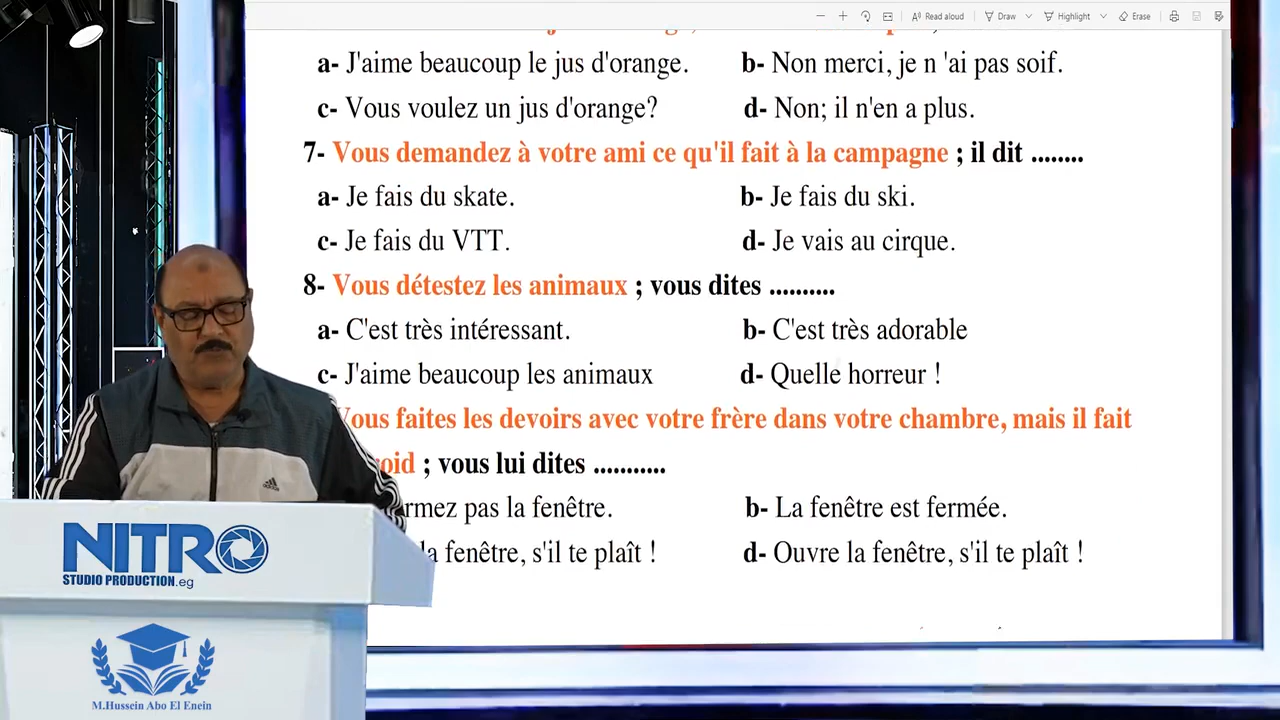 Read aloud Draw Highlight Erase
a- J'aime beaucoup le jus d'orange. b- Non merci, je n 'ai pas soif.
c- Vous voulez un jus d'orange? d- Non; il n'en a plus.
7- Vous demandez à votre ami ce qu'il fait à la campagne ; il dit ........
a- Je fais du skate. b- Je fais du ski.
c- Je fais du VTT. d- Je vais au cirque.
8- Vous détestez les animaux ; vous dites ..........
a- C'est très intéressant. b- C'est très adorable
c- J'aime beaucoup les animaux d- Quelle horreur !
Vous faites les devoirs avec votre frère dans votre chambre, mais il fait
; vous lui dites ...........
pas la fenêtre. b- La fenêtre est fermée.
la fenêtre, s'il te plaît ! d- Ouvre la fenêtre, s'il te plaît !
adidas
NITRO
STUDIO PRODUCTION.eg
M.Hussein Abo El Enein